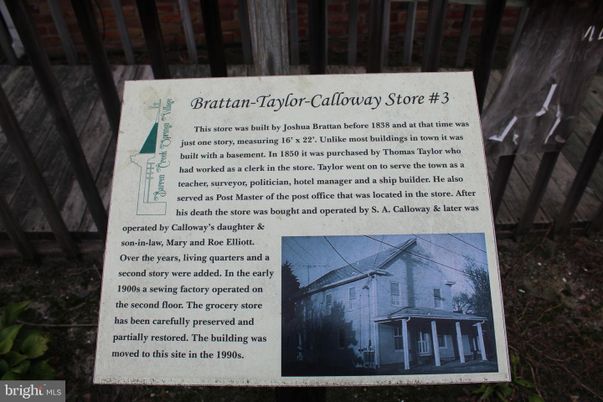 Brattan-Taylor-Calloway Store #3
Barren Creek Springs Village
This store was built by Joshua Brattan before 1838 and at that time was
just one story, measuring 16' x 22'. Unlike most buildings in town it was
built with a basement. In 1850 it was purchased by Thomas Taylor who
had worked as a clerk in the store. Taylor went on to serve the town as a
teacher, surveyor, politician, hotel manager and a ship builder. He also
served as Post Master of the post office that was located in the store. After
his death the store was bought and operated by S. A. Calloway & later was
operated by Calloway's daughter &
son-in-law, Mary and Roe Elliott.
Over the years, living quarters and a
second story were added. In the early
1900s a sewing factory operated on
the second floor. The grocery store
has been carefully preserved and
partially restored. The building was
moved to this site in the 1990s.
bright MLS